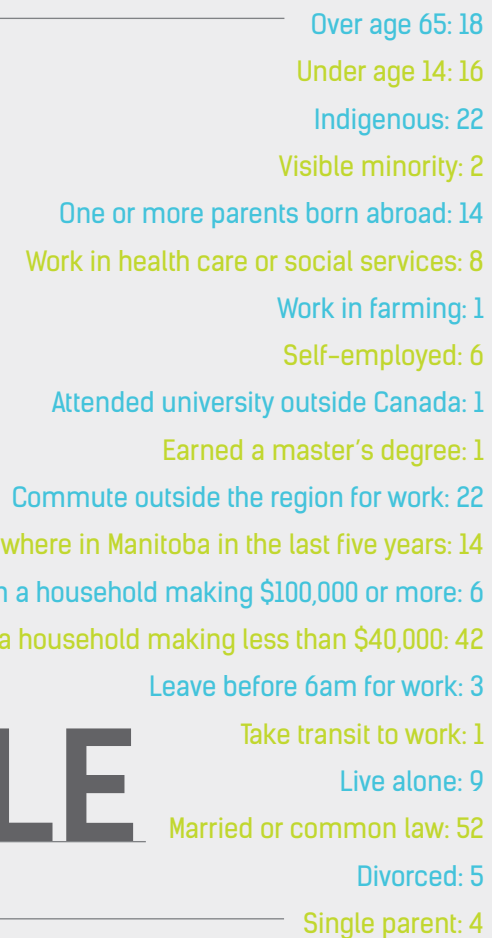 Over age 65: 18
Under age 14: 16
Indigenous: 22
Visible minority: 2
One or more parents born abroad: 14
Work in health care or social services: 8
Work in farming: 1
Self-employed: 6
Attended university outside Canada: 1
Earned a master's degree: 1
Commute outside the region for work: 22
where in Manitoba in the last five years: 14
a household making $100,000 or more: 6
a household making less than $40,000: 42
Leave before 6am for work: 3
Take transit to work: 1
LE
Live alone: 9
Married or common law: 52
Divorced: 5
Single parent: 4